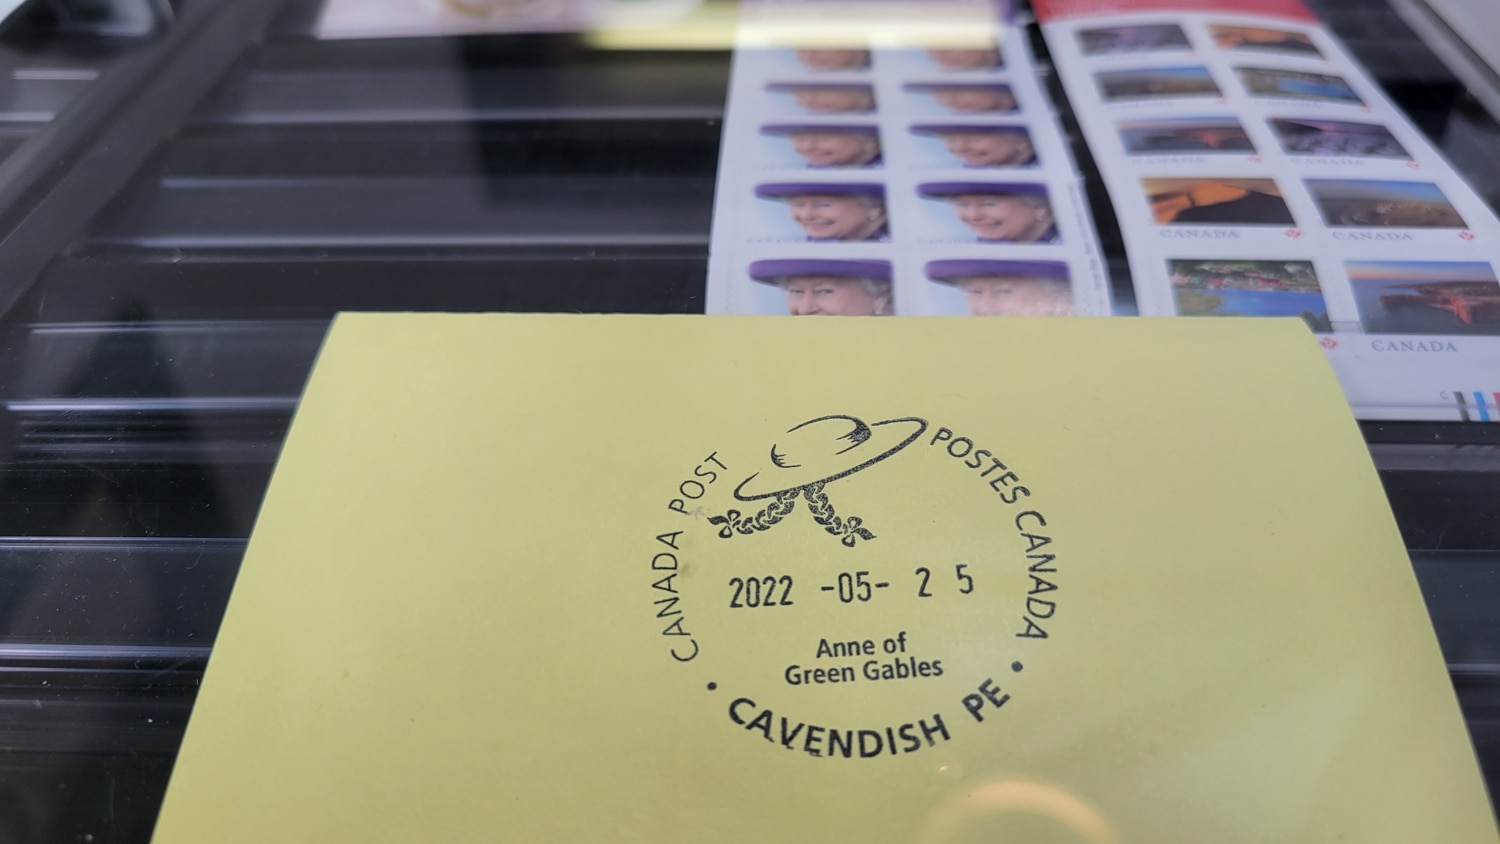 CANADA CANADA
CANADA
CANADA POST
POSTES CANADA
2022 -05- 2 5
Anne of
Green Gables
• CAVENDISH PE •